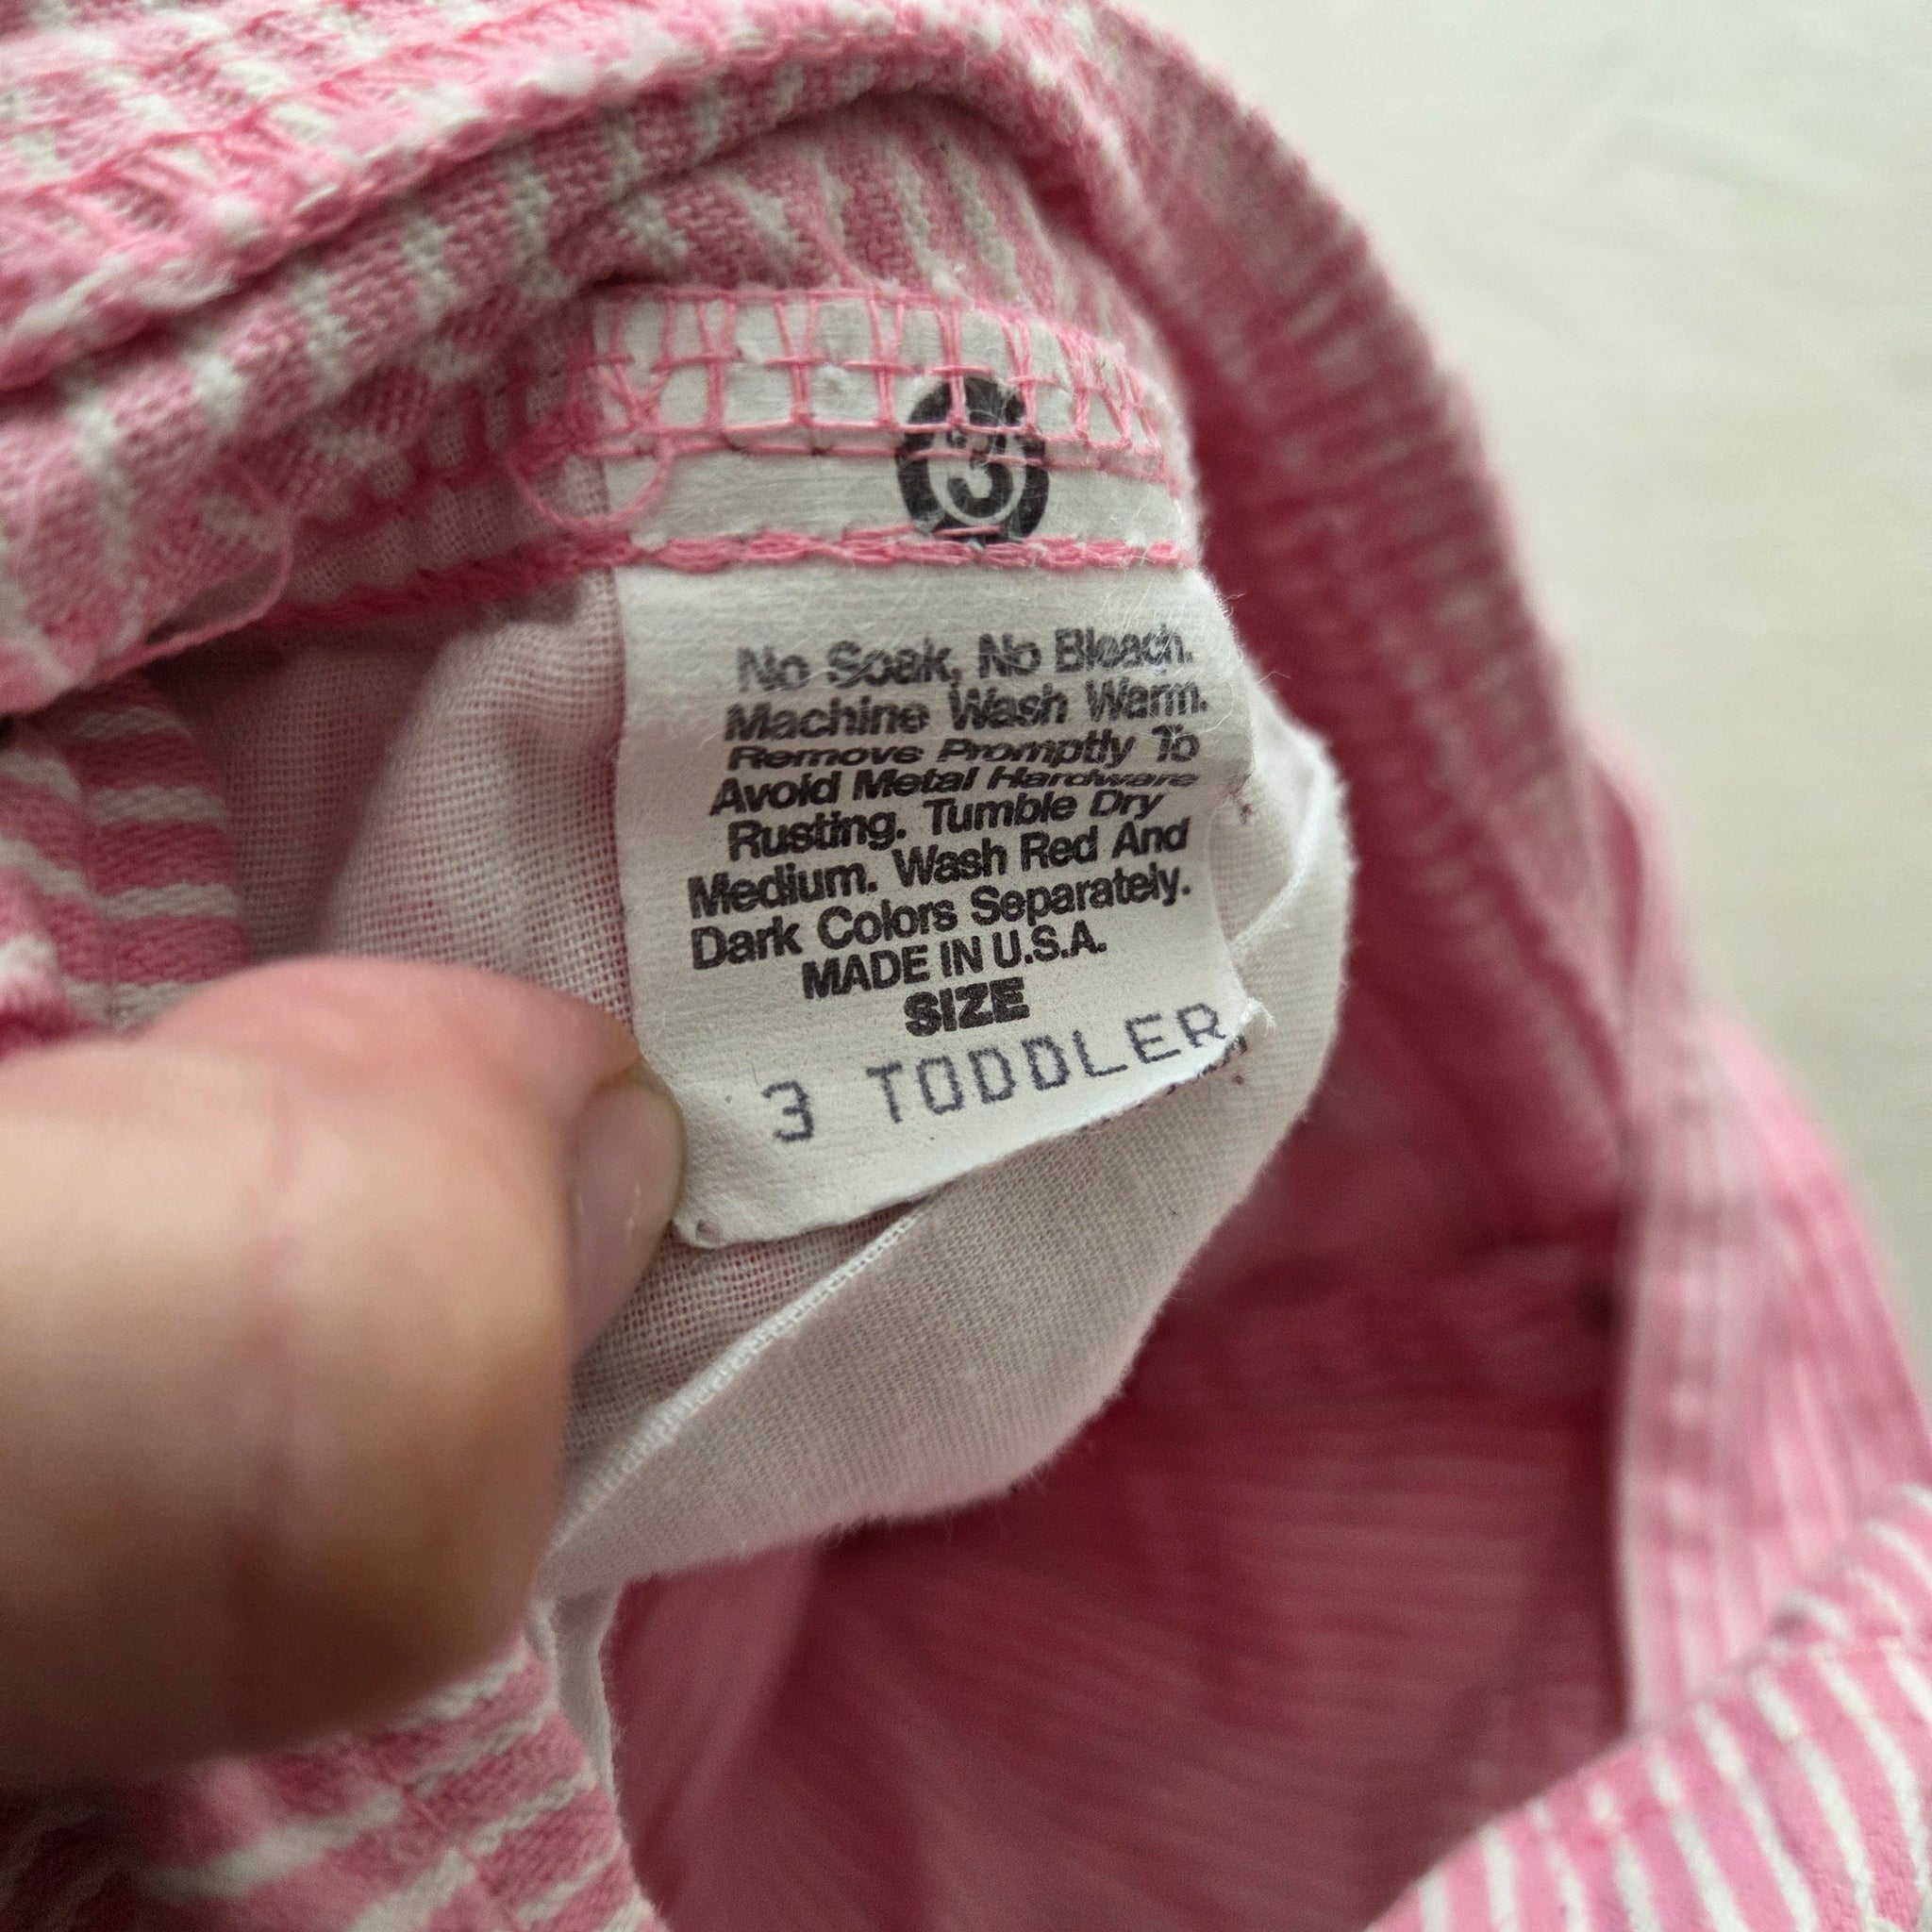 3
No Soak, No Bleach.
Machine Wash Warm.
Remove Promptly To
Avoid Metal Hardware
Rusting. Tumble Dry
Medium. Wash Red And
Dark Colors Separately.
MADE IN U.S.A.
SIZE
3 TODDLER